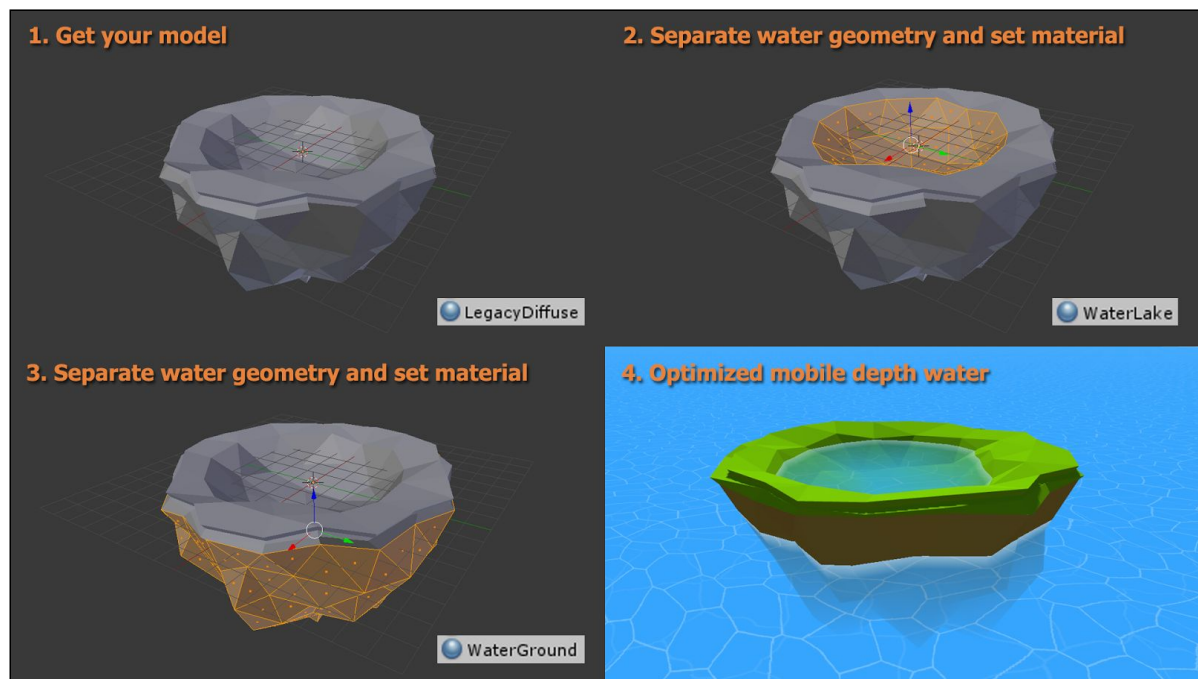 1. Get your model
2. Separate water geometry and set material
LegacyDiffuse
WaterLake
3. Separate water geometry and set material
4. Optimized mobile depth water
WaterGround